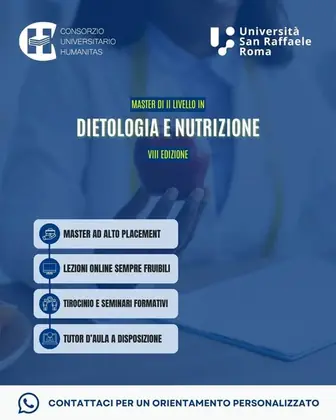 CONSORZIO
UNIVERSITARIO
HUMANITAS
Università
San Raffaele
Roma
MASTER DI II LIVELLO IN
DIETOLOGIA E NUTRIZIONE
VIII EDIZIONE
MASTER AD ALTO PLACEMENT
LEZIONI ONLINE SEMPRE FRUIBILI
TIROCINIO E SEMINARI FORMATIVI
TUTOR D'AULA A DISPOSIZIONE
CONTATTACI PER UN ORIENTAMENTO PERSONALIZZATO